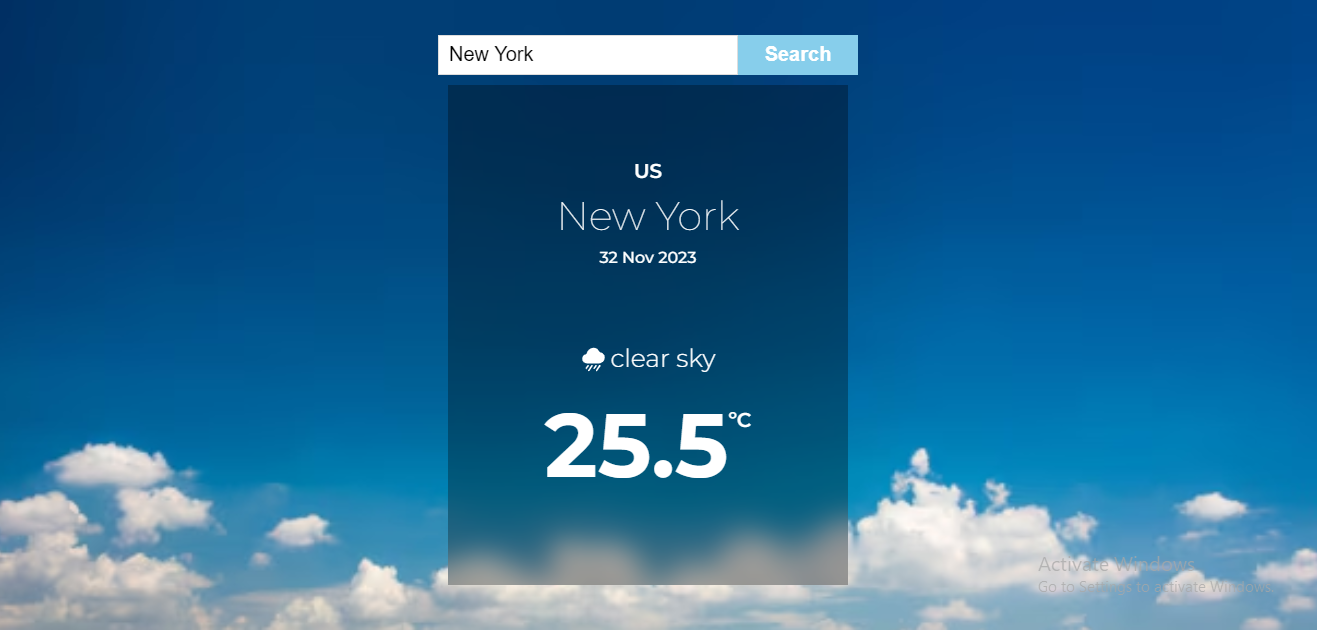 New York Search
US
New York
32 Nov 2023
clear sky
25.5°C
Activate Windows
Go to Settings to activate Windows.